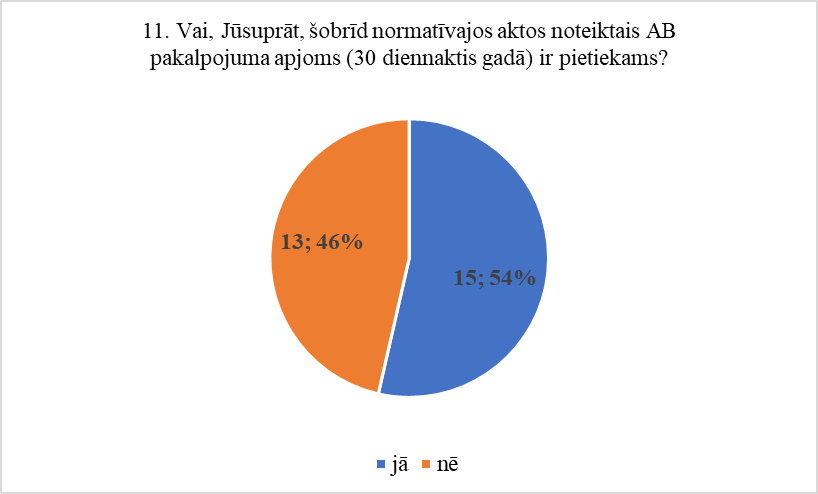 11. Vai, Jūsuprāt, šobrīd normatīvajos aktos noteiktais AB
pakalpojuma apjoms (30 diennaktis gadā) ir pietiekams?
13; 46%
15; 54%
jā nē